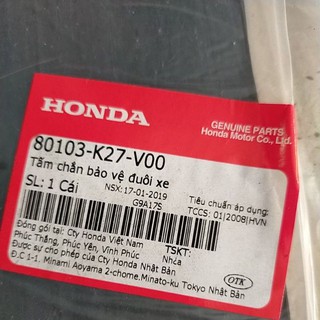 HONDA
GENUINE PARTS
Honda Motor Co., Ltd.
80103-K27-V00
Tấm chắn bảo vệ đuôi xe
SL: 1 Cái
NSX: 17-01-2019
G9A17S
Tiêu chuẩn áp dụng:
TCCS: 01|2008|HVN
Đóng gói tại: Cty Honda Việt Nam
Phúc Thắng, Phúc Yên, Vĩnh Phúc
TSKT:
Nhựa
Được sự cho phép của Cty Honda Nhật Bản
Đ.C 1-1. Minami Aoyama 2-chome.Minato-ku Tokyo Nhật Bản
OTK